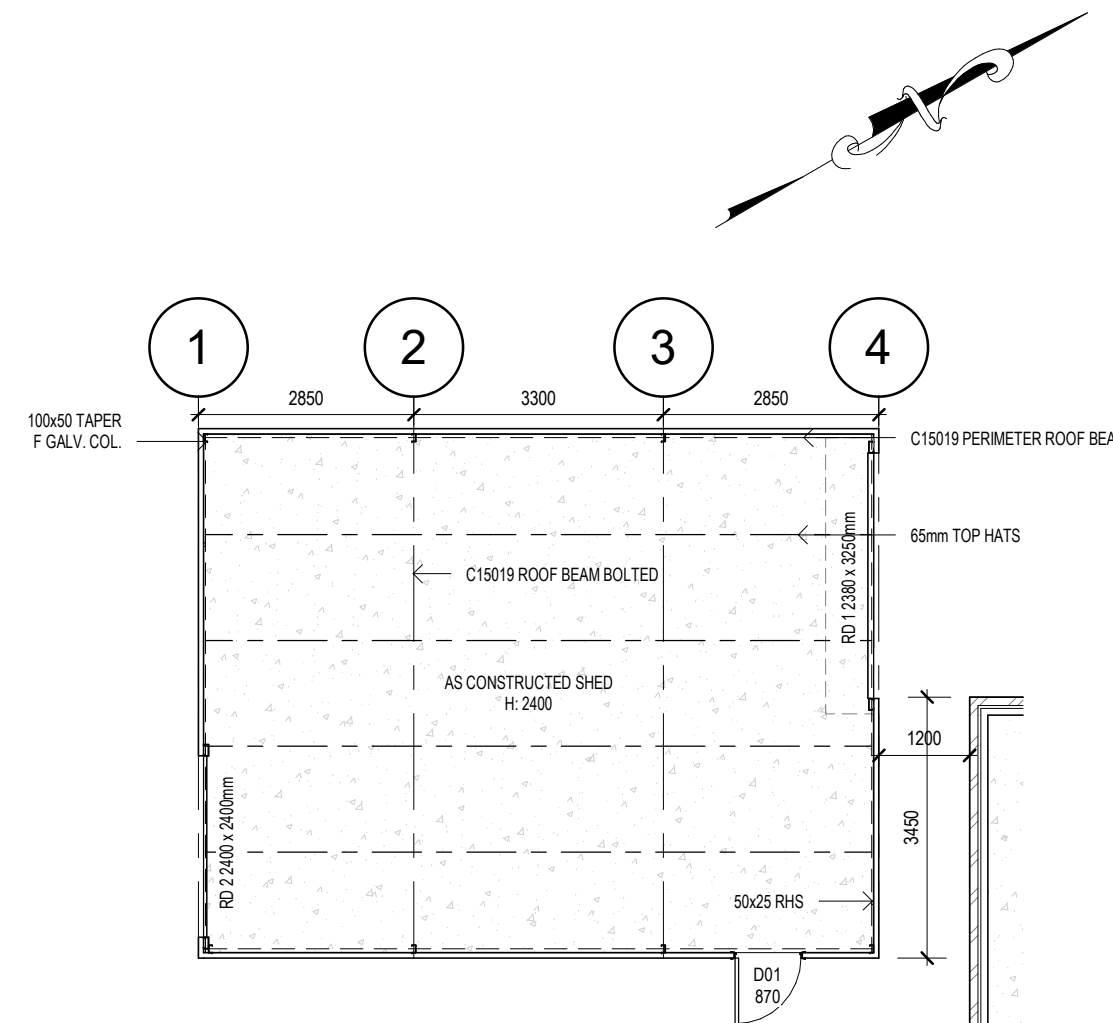 N
1
2
3
4
2850
3300
2850
100x50 TAPER
F GALV. COL.
C15019 PERIMETER ROOF BEA
65mm TOP HATS
C15019 ROOF BEAM BOLTED
RD 1 2380 x 3250mm
AS CONSTRUCTED SHED
H: 2400
1200
3450
RD 2 2400 x 2400mm
50x25 RHS
D01
870